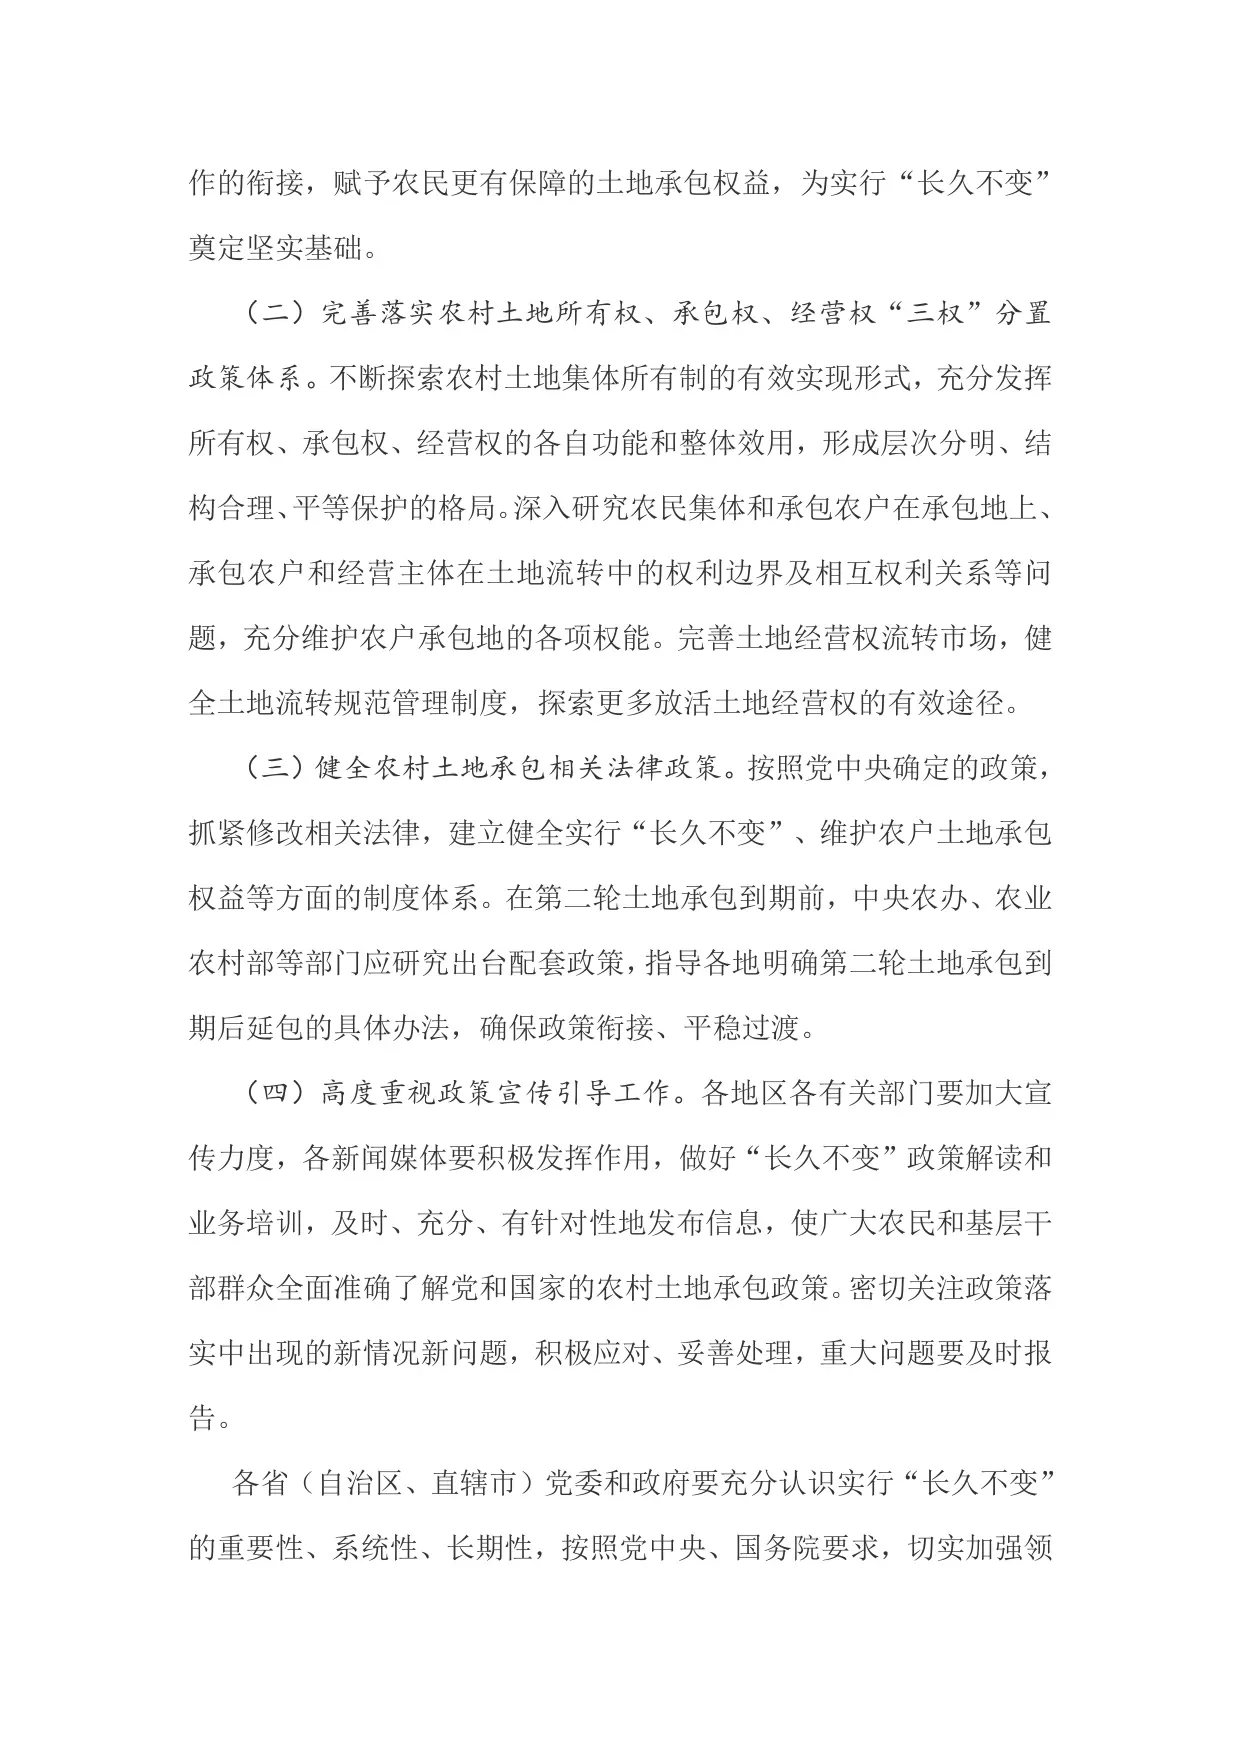 作的衔接，赋予农民更有保障的土地承包权益，为实行“长久不变”
奠定坚实基础。
（二）完善落实农村土地所有权、承包权、经营权“三权”分置
政策体系。不断探索农村土地集体所有制的有效实现形式，充分发挥
所有权、承包权、经营权的各自功能和整体效用，形成层次分明、结
构合理、平等保护的格局。深入研究农民集体和承包农户在承包地上、
承包农户和经营主体在土地流转中的权利边界及相互权利关系等问
题，充分维护农户承包地的各项权能。完善土地经营权流转市场，健
全土地流转规范管理制度，探索更多放活土地经营权的有效途径。
（三）健全农村土地承包相关法律政策。按照党中央确定的政策，
抓紧修改相关法律，建立健全实行“长久不变”、维护农户土地承包
权益等方面的制度体系。在第二轮土地承包到期前，中央农办、农业
农村部等部门应研究出台配套政策，指导各地明确第二轮土地承包到
期后延包的具体办法，确保政策衔接、平稳过渡。
（四）高度重视政策宣传引导工作。各地区各有关部门要加大宣
传力度，各新闻媒体要积极发挥作用，做好“长久不变”政策解读和
业务培训，及时、充分、有针对性地发布信息，使广大农民和基层干
部群众全面准确了解党和国家的农村土地承包政策。密切关注政策落
实中出现的新情况新问题，积极应对、妥善处理，重大问题要及时报
告。
各省（自治区、直辖市）党委和政府要充分认识实行“长久不变”
的重要性、系统性、长期性，按照党中央、国务院要求，切实加强领